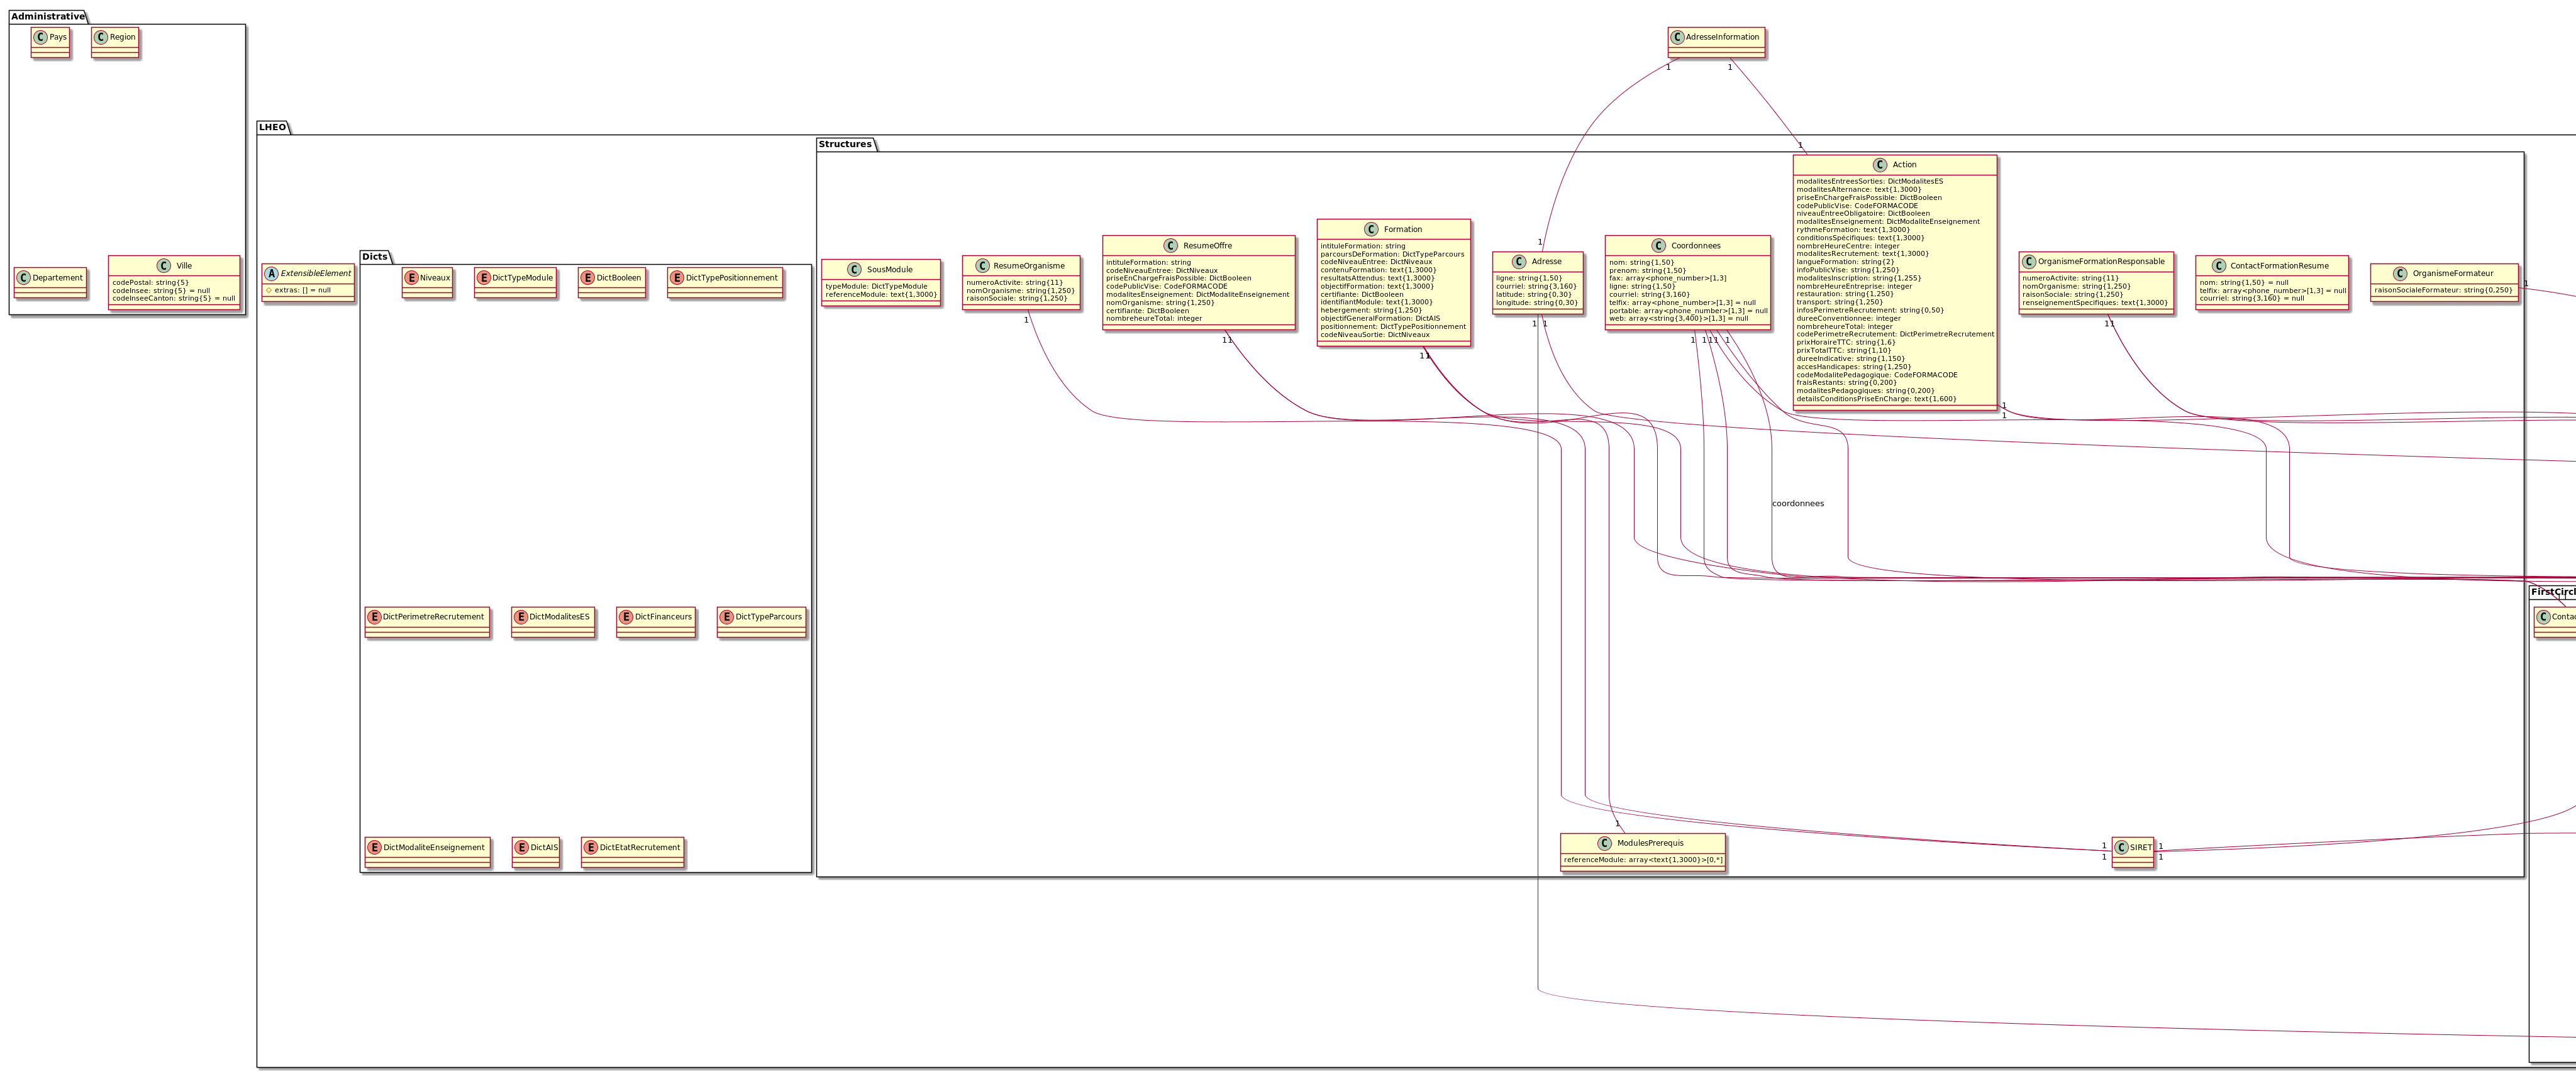 Administrative
C Pays
C Region
C Departement
C Ville
codePostal: string{5}
codeInsee: string{5} = null
codeInseeCanton: string{5} = null
C AdresseInformation
1
1
1
1
LHEO
A ExtensibleElement
extras: [] = null
Dicts
E Niveaux
E DictTypeModule
E DictBooleen
E DictTypePositionnement
E DictPerimetreRecrutement
E DictModalitesES
E DictFinanceurs
E DictTypeParcours
E DictModaliteEnseignement
E DictAIS
E DictEtatRecrutement
Structures
C SousModule
typeModule: DictTypeModule
referenceModule: text{1,3000}
C ResumeOrganisme
numeroActivite: string{11}
nomOrganisme: string{1,250}
raisonSociale: string{1,250}
1
C ResumeOffre
intituleFormation: string
codeNiveauEntree: DictNiveaux
priseEnChargeFraisPossible: DictBooleen
codePublicVise: CodeFORMACODE
modalitesEnseignement: DictModaliteEnseignement
nomOrganisme: string{1,250}
certifiante: DictBooleen
nombreheureTotal: integer
11
C Formation
intituleFormation: string
parcoursDeFormation: DictTypeParcours
codeNiveauEntree: DictNiveaux
contenuFormation: text{1,3000}
resultatsAttendus: text{1,3000}
objectifFormation: text{1,3000}
certifiante: DictBooleen
identifiantModule: text{1,3000}
hebergement: string{1,250}
objectifGeneralFormation: DictAIS
positionnement: DictTypePositionnement
codeNiveauSortie: DictNiveaux
11
C Adresse
ligne: string{1,50}
courriel: string{3,160}
latitude: string{0,30}
longitude: string{0,30}
1 1
C Coordonnees
nom: string{1,50}
prenom: string{1,50}
fax: array<phone_number>[1,3]
ligne: string{1,50}
courriel: string{3,160}
telfix: array<phone_number>[1,3] = null
portable: array<phone_number>[1,3] = null
web: array<string{3,400}>[1,3] = null
1 111 1
coordonnees
C Action
modalitesEntreesSorties: DictModalitesES
modalitesAlternance: text{1,3000}
priseEnChargeFraisPossible: DictBooleen
codePublicVise: CodeFORMACODE
niveauEntreeObligatoire: DictBooleen
modalitesEnseignement: DictModaliteEnseignement
rythmeFormation: text{1,3000}
conditionsSpecifiques: text{1,3000}
nombreHeureCentre: integer
modalitesRecrutement: text{1,3000}
langueFormation: string{2}
infoPublicVise: string{1,250}
modalitesInscription: string{1,255}
nombreHeureEntreprise: integer
restauration: string{1,250}
transport: string{1,250}
infosPerimetreRecrutement: string{0,50}
dureeConventionnee: integer
nombreheureTotal: integer
codePerimetreRecrutement: DictPerimetreRecrutement
prixHoraireTTC: string{1,6}
prixTotalTTC: string{1,10}
dureeIndicative: string{1,150}
accesHandicapes: string{1,250}
codeModalitePedagogique: CodeFORMACODE
fraisRestants: string{0,200}
modalitesPedagogiques: string{0,200}
detailsConditionsPriseEnCharge: text{1,600}
1
1
C OrganismeFormationResponsable
numeroActivite: string{11}
nomOrganisme: string{1,250}
raisonSociale: string{1,250}
renseignementSpecifiques: text{1,3000}
11
C ContactFormationResume
nom: string{1,50} = null
telfix: array<phone_number>[1,3] = null
courriel: string{3,160} = null
C OrganismeFormateur
raisonSocialeFormateur: string{0,250}
1
1
C ModulesPrerequis
referenceModule: array<text{1,3000}>[0,*]
1
1
C SIRET
1
1
FirstCircl
C Contac